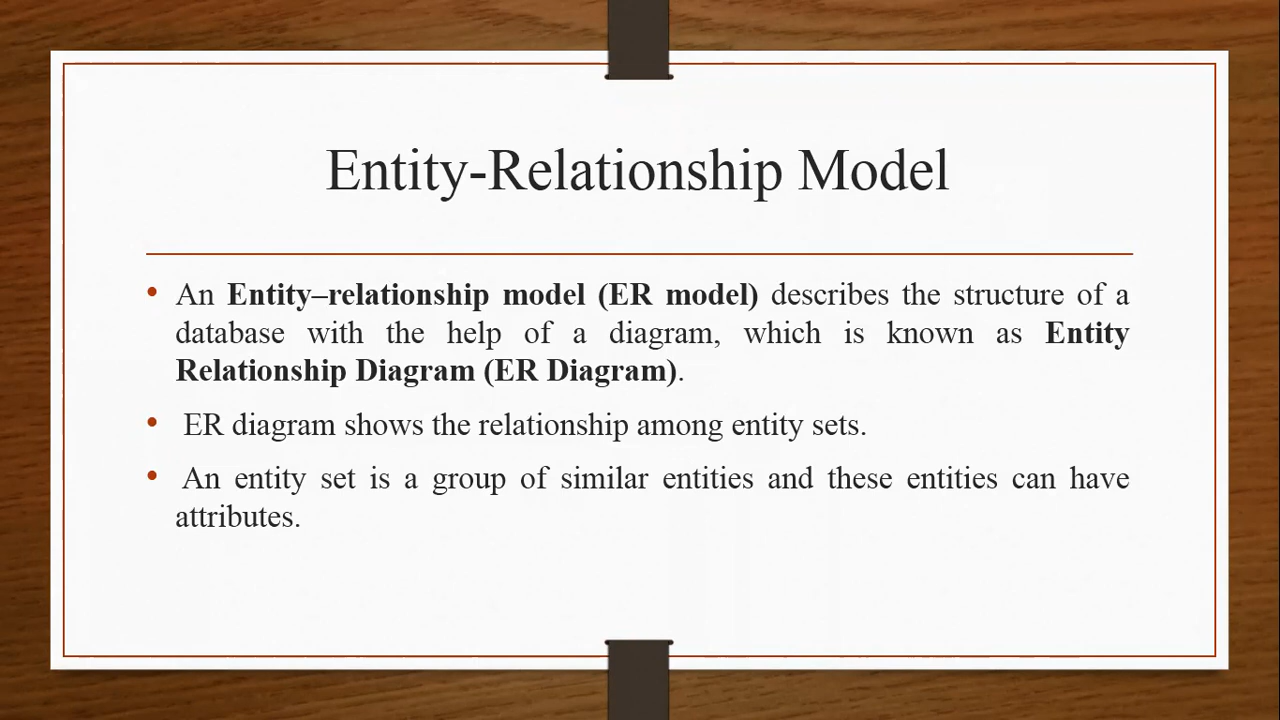 Entity-Relationship Model
• An Entity–relationship model (ER model) describes the structure of a
database with the help of a diagram, which is known as Entity
Relationship Diagram (ER Diagram).
• ER diagram shows the relationship among entity sets.
• An entity set is a group of similar entities and these entities can have
attributes.